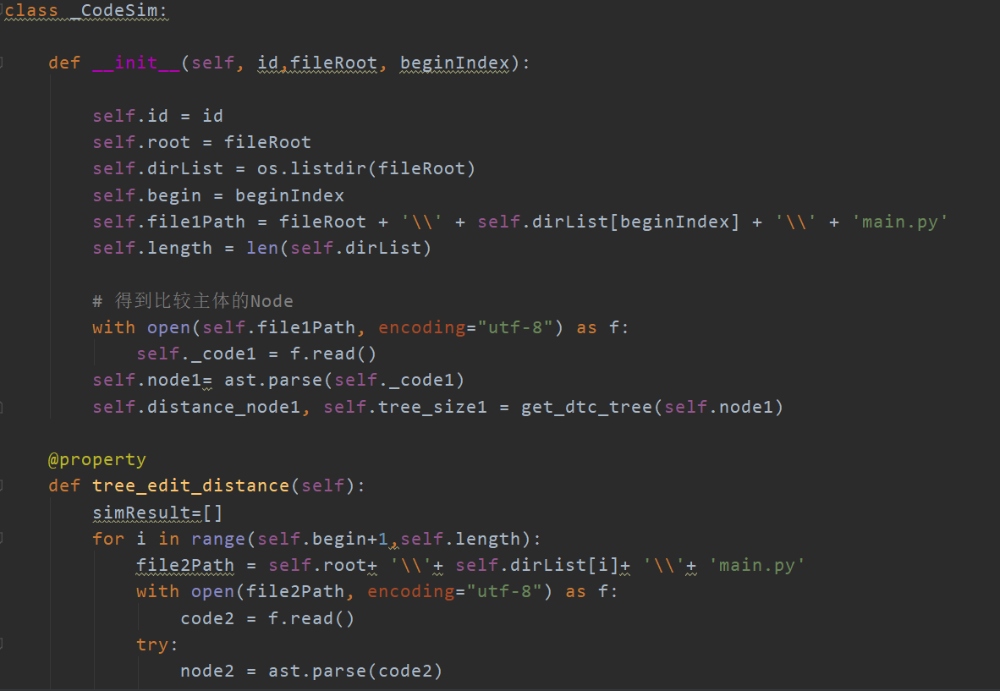 class _CodeSim:
def __init__(self, id,fileRoot, beginIndex):
self.id = id
self.root = fileRoot
self.dirList = os.listdir(fileRoot)
self.begin = beginIndex
self.file1Path = fileRoot + '\\' + self.dirList[beginIndex] + '\\' + 'main.py'
self.length = len(self.dirList)
# 得到比较主体的Node
with open(self.file1Path, encoding="utf-8") as f:
self._code1 = f.read()
self.node1= ast.parse(self._code1)
self.distance_node1, self.tree_size1 = get_dtc_tree(self.node1)
@property
def tree_edit_distance(self):
simResult=[]
for i in range(self.begin+1,self.length):
file2Path = self.root+ '\\'+ self.dirList[i]+ '\\'+ 'main.py'
with open(file2Path, encoding="utf-8") as f:
code2 = f.read()
try:
node2 = ast.parse(code2)